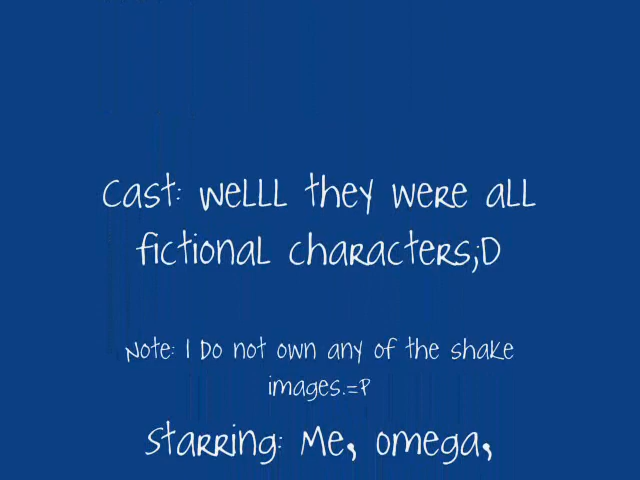 Cast: welll they were all
fictional characters;D
Note: I Do not own any of the shake
images.=P
Starring: Me, omega,